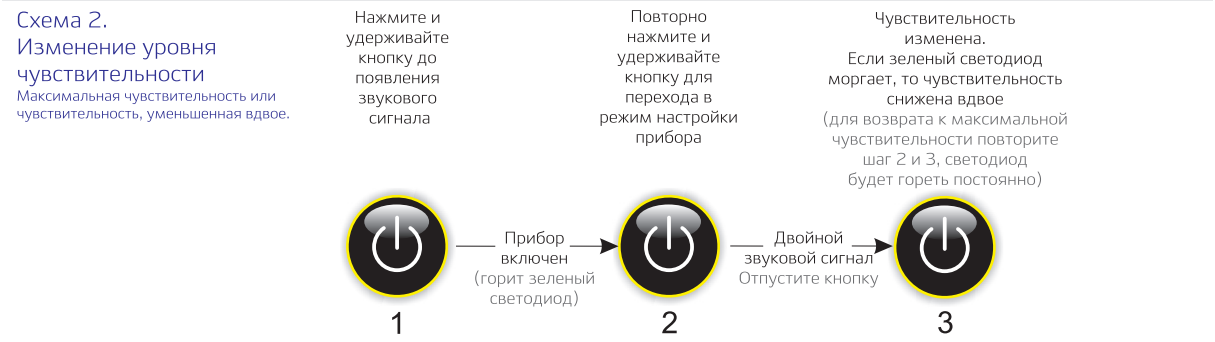 Схема 2.
Изменение уровня
чувствительности
Максимальная чувствительность или
чувствительность, уменьшенная вдвое.
Нажмите и
удерживайте
кнопку до
появления
звукового
сигнала
Повторно
нажмите и
удерживайте
кнопку для
перехода в
режим настройки
прибора
Чувствительность
изменена.
Если зеленый светодиод
моргает, то чувствительность
снижена вдвое
(для возврата к максимальной
чувствительности повторите
шаг 2 и 3, светодиод
будет гореть постоянно)
Прибор
включен
(горит зеленый
светодиод)
Двойной
звуковой сигнал
Отпустите кнопку
1
2
3